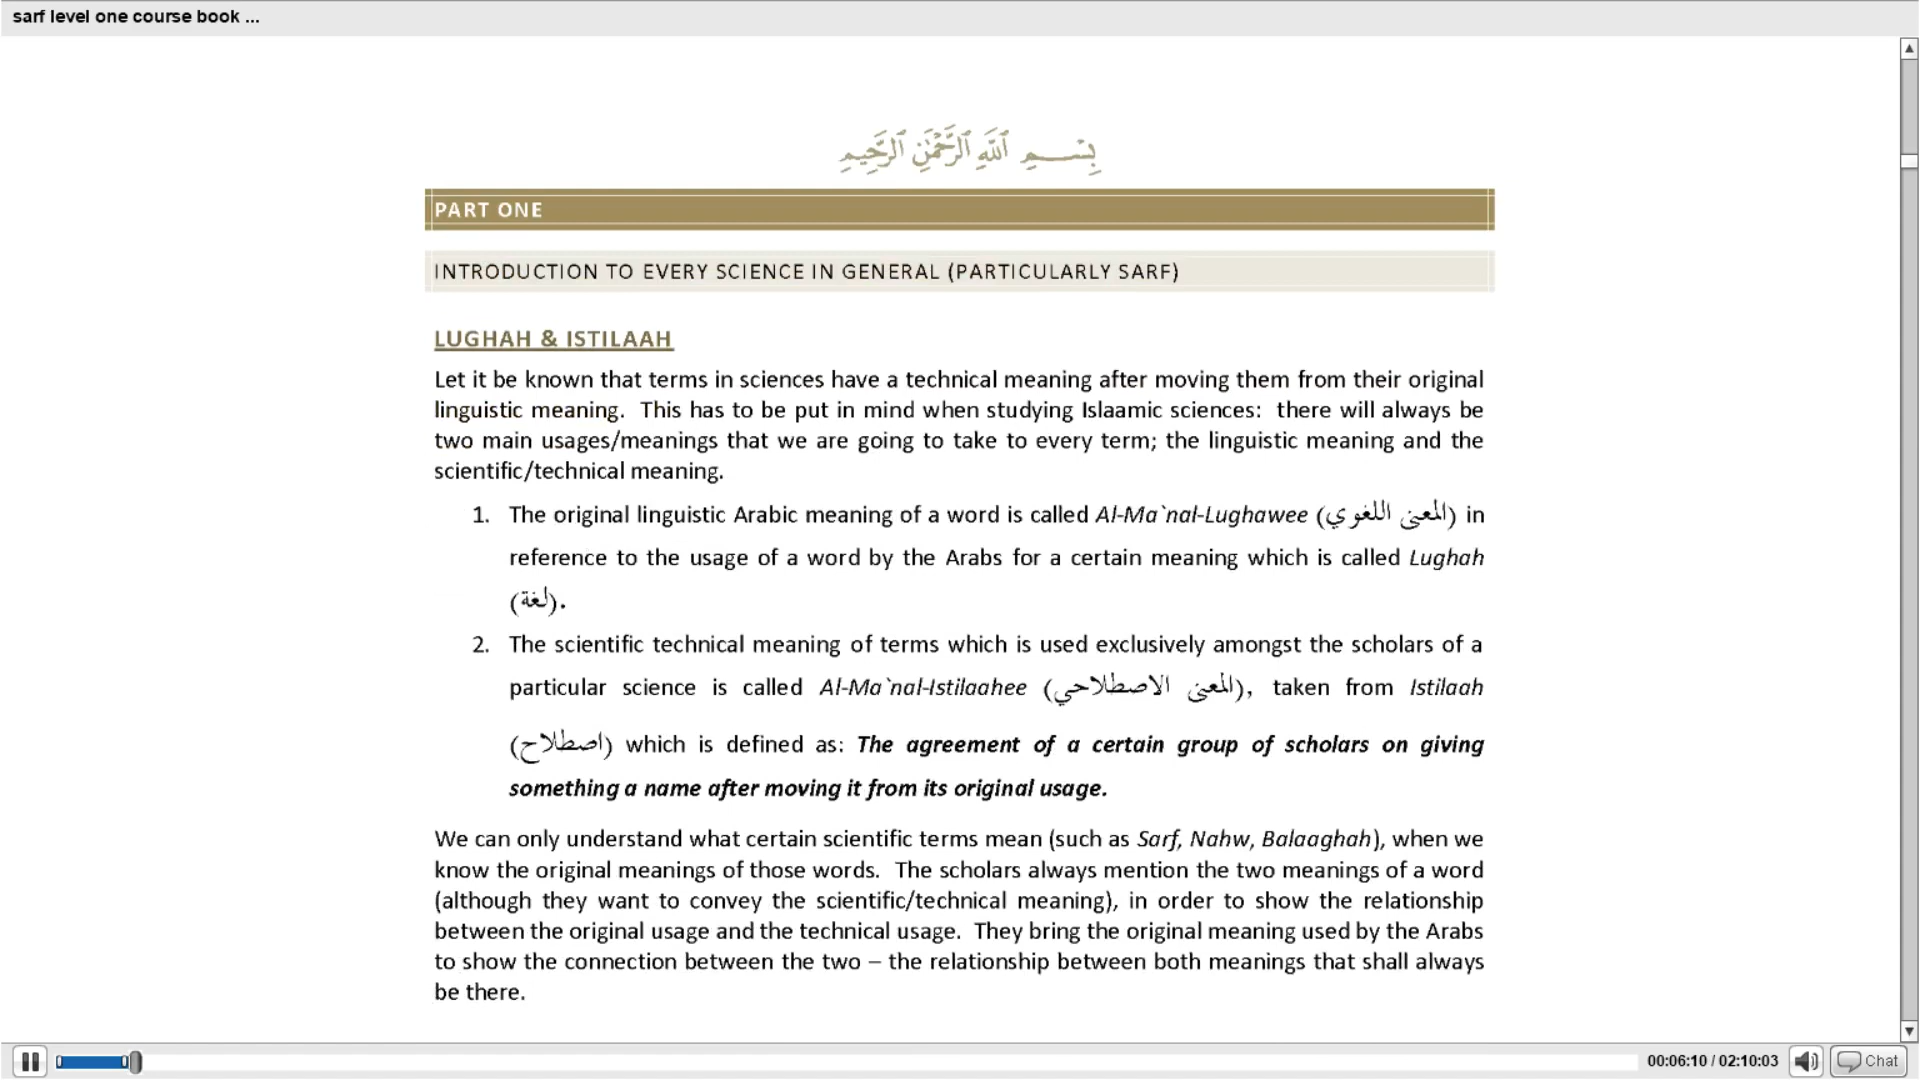 sarf level one course book ...
بِسْمِ ٱللَّهِ ٱلرَّحْمَٰنِ ٱلرَّحِيمِ
PART ONE
INTRODUCTION TO EVERY SCIENCE IN GENERAL (PARTICULARLY SARF)
LUGHAH & ISTILAAH
Let it be known that terms in sciences have a technical meaning after moving them from their original
linguistic meaning.  This has to be put in mind when studying Islaamic sciences:  there will always be
two main usages/meanings that we are going to take to every term; the linguistic meaning and the
scientific/technical meaning.
1. The original linguistic Arabic meaning of a word is called Al-Ma`nal-Lughawee (المعنى اللغوي) in
reference to the usage of a word by the Arabs for a certain meaning which is called Lughah
(لغة).
2. The scientific technical meaning of terms which is used exclusively amongst the scholars of a
particular science is called Al-Ma`nal-Istilaahee (المعنى الاصطلاحي), taken from Istilaah
(اصطلاح) which is defined as: The agreement of a certain group of scholars on giving
something a name after moving it from its original usage.
We can only understand what certain scientific terms mean (such as Sarf, Nahw, Balaaghah), when we
know the original meanings of those words.  The scholars always mention the two meanings of a word
(although they want to convey the scientific/technical meaning), in order to show the relationship
between the original usage and the technical usage.  They bring the original meaning used by the Arabs
to show the connection between the two – the relationship between both meanings that shall always
be there.
00:06:10 / 02:10:03
Chat